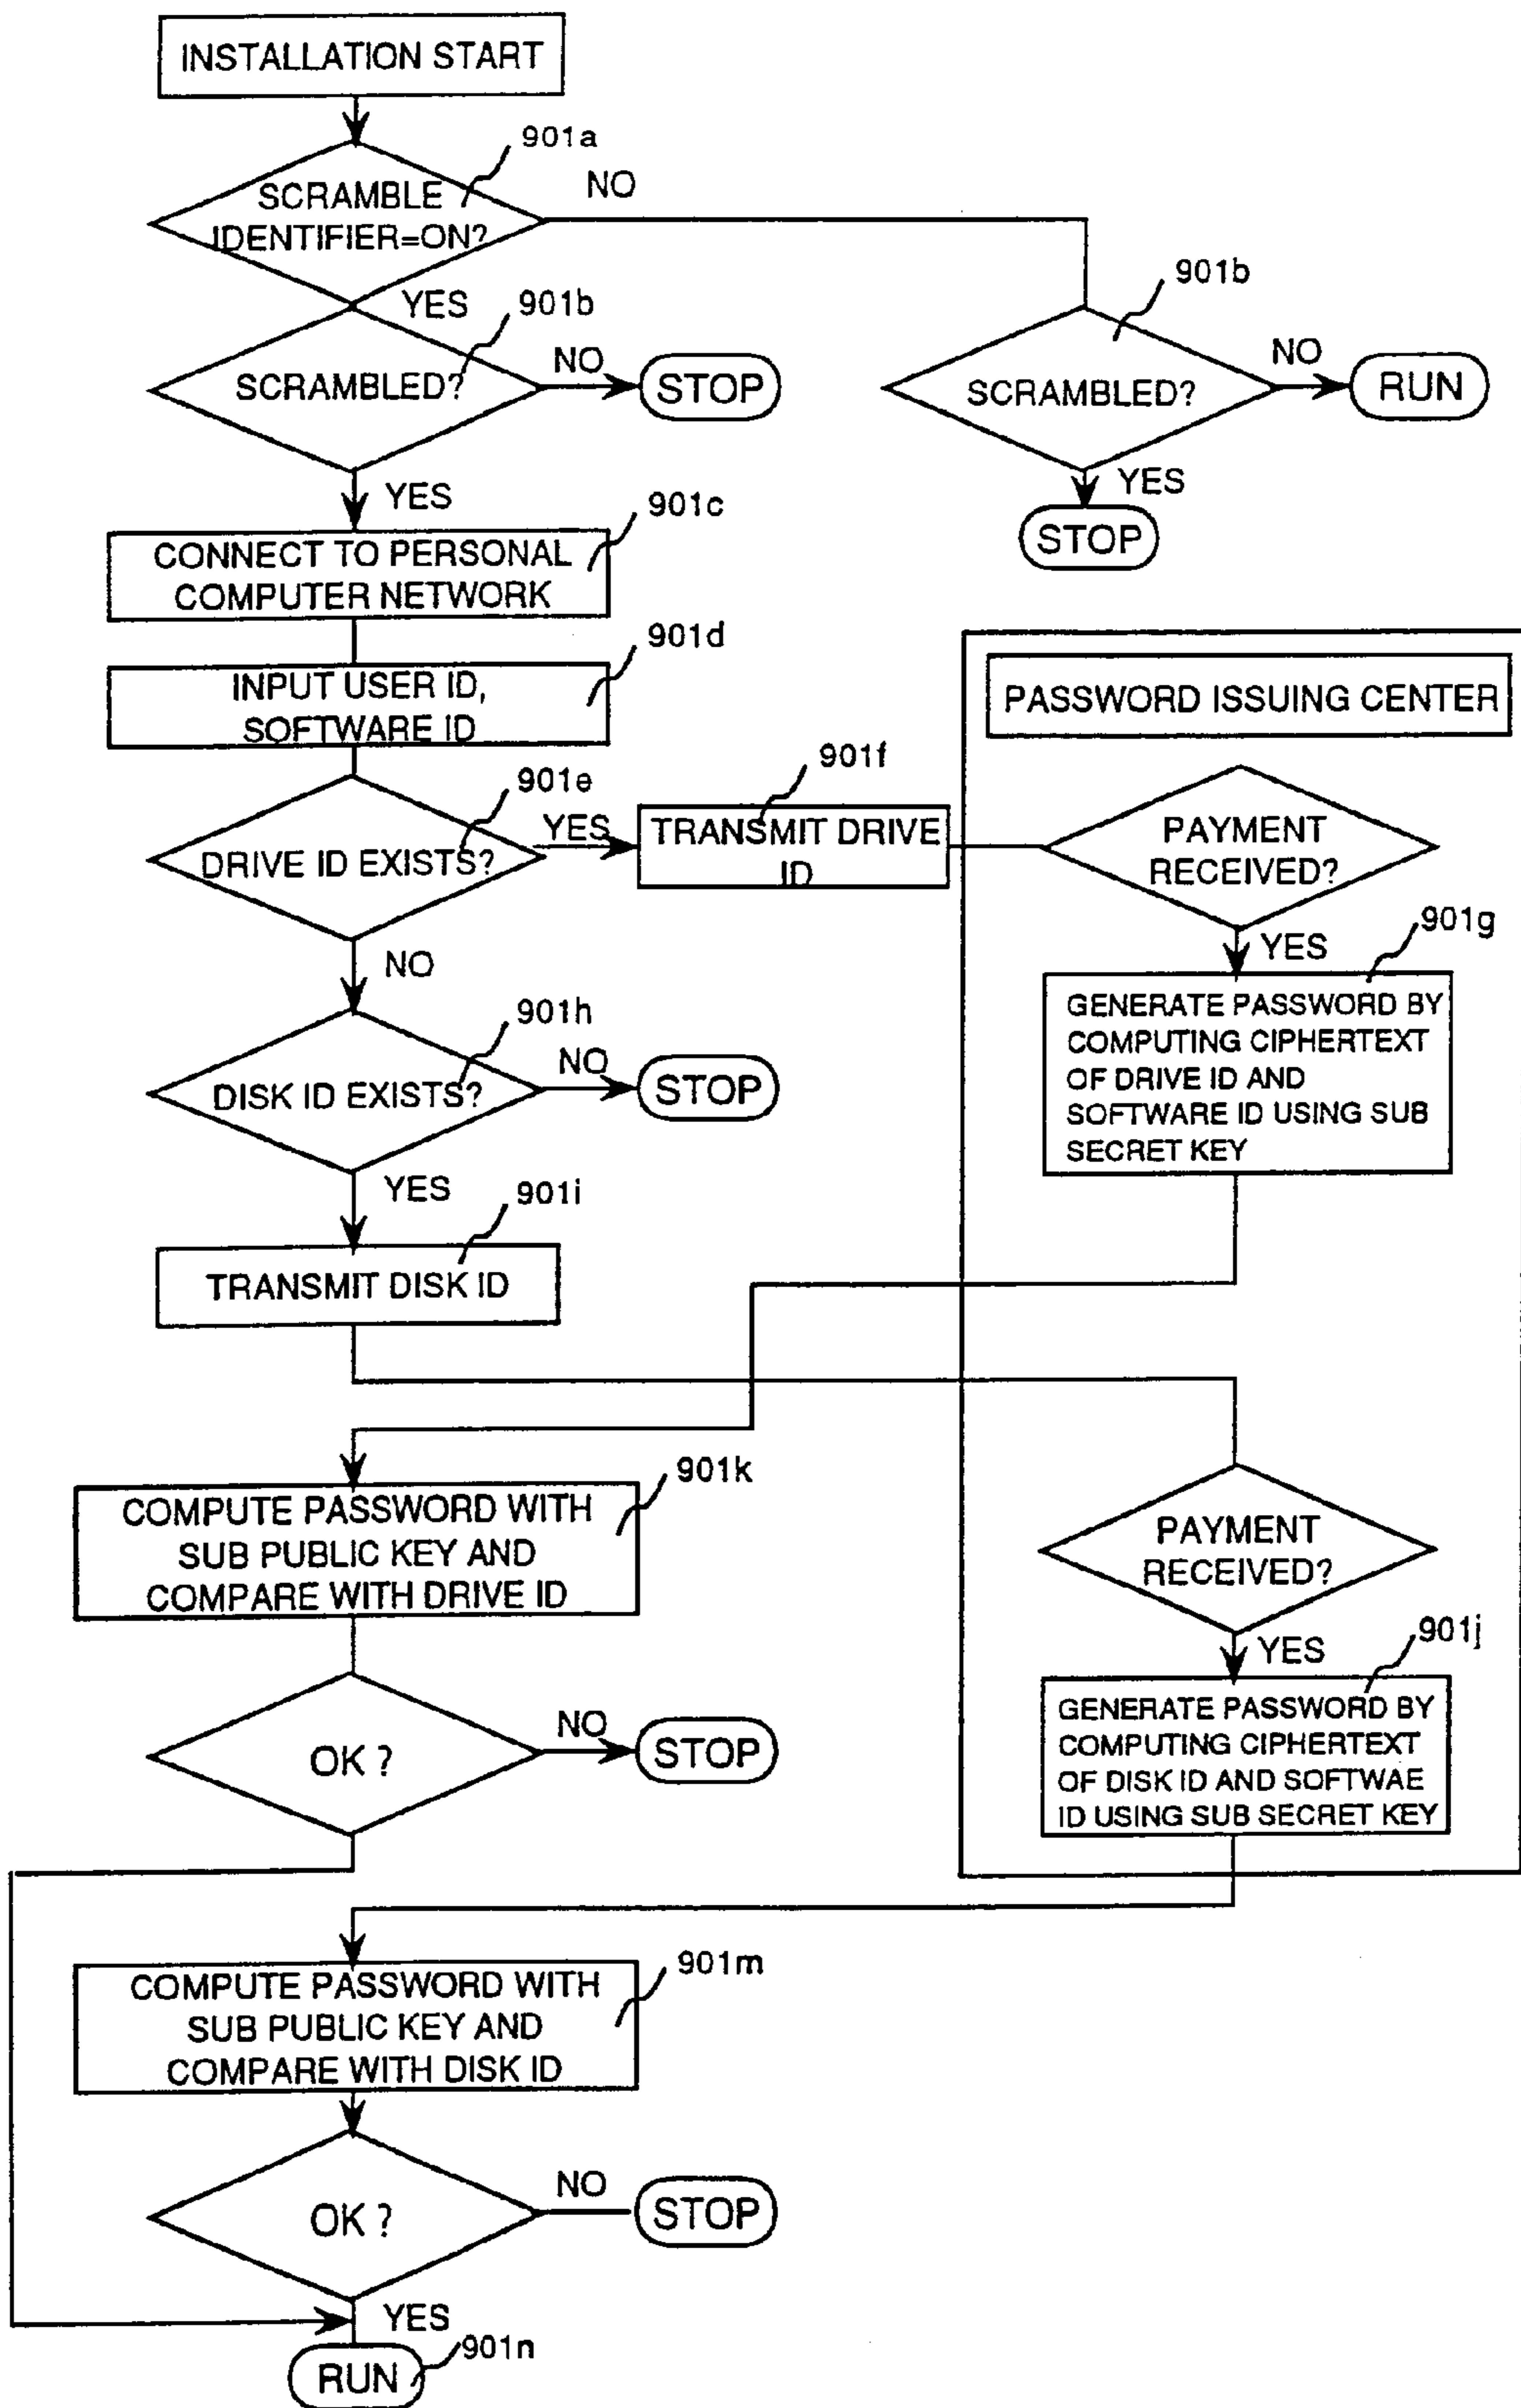 INSTALLATION START
901a
SCRAMBLE
IDENTIFIER=ON?
NO
YES
901b
SCRAMBLED?
NO
STOP
901b
SCRAMBLED?
NO
RUN
YES
STOP
YES
901c
CONNECT TO PERSONAL
COMPUTER NETWORK
901d
INPUT USER ID,
SOFTWARE ID
PASSWORD ISSUING CENTER
901e
DRIVE ID EXISTS?
YES
901f
TRANSMIT DRIVE
ID
PAYMENT
RECEIVED?
YES
901g
GENERATE PASSWORD BY
COMPUTING CIPHERTEXT
OF DRIVE ID AND
SOFTWARE ID USING SUB
SECRET KEY
NO
901h
DISK ID EXISTS?
NO
STOP
YES
901i
TRANSMIT DISK ID
901k
COMPUTE PASSWORD WITH
SUB PUBLIC KEY AND
COMPARE WITH DRIVE ID
PAYMENT
RECEIVED?
YES
901j
GENERATE PASSWORD BY
COMPUTING CIPHERTEXT
OF DISK ID AND SOFTWAE
ID USING SUB SECRET KEY
OK ?
NO
STOP
901m
COMPUTE PASSWORD WITH
SUB PUBLIC KEY AND
COMPARE WITH DISK ID
OK ?
NO
STOP
YES
901n
RUN